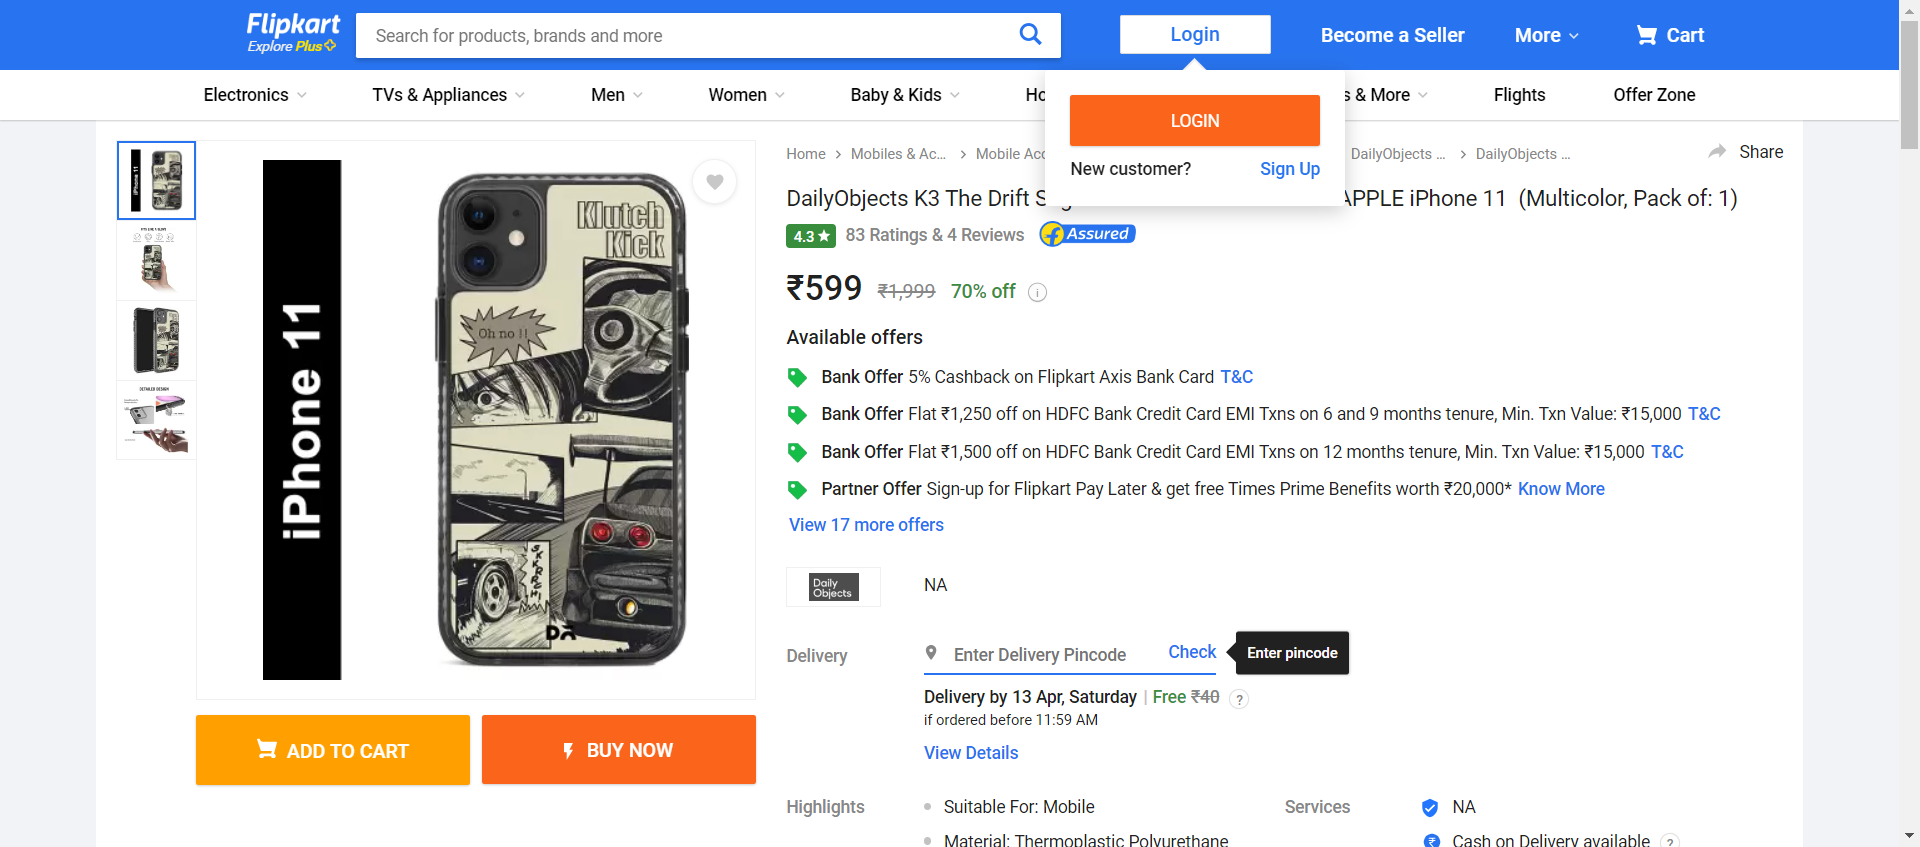 Flipkart
Explore Plus
Search for products, brands and more
Login
Become a Seller
More
Cart
Electronics
TVs & Appliances
Men
Women
Baby & Kids
Ho
s & More
Flights
Offer Zone
LOGIN
New customer?
Sign Up
Home
Mobiles & Ac...
Mobile Acc
DailyObjects ...
DailyObjects ...
Share
DailyObjects K3 The Drift S
APPLE iPhone 11 (Multicolor, Pack of: 1)
4.3★
83 Ratings & 4 Reviews
Assured
₹599
₹1,999
70% off
Available offers
Bank Offer 5% Cashback on Flipkart Axis Bank Card T&C
Bank Offer Flat ₹1,250 off on HDFC Bank Credit Card EMI Txns on 6 and 9 months tenure, Min. Txn Value: ₹15,000 T&C
Bank Offer Flat ₹1,500 off on HDFC Bank Credit Card EMI Txns on 12 months tenure, Min. Txn Value: ₹15,000 T&C
Partner Offer Sign-up for Flipkart Pay Later & get free Times Prime Benefits worth ₹20,000* Know More
View 17 more offers
Daily
Objects
NA
Delivery
Enter Delivery Pincode
Check
Enter pincode
Delivery by 13 Apr, Saturday | Free ₹40 ?
if ordered before 11:59 AM
View Details
Highlights
Suitable For: Mobile
Material: Thermoplastic Polyurethane
Services
NA
Cash on Delivery available ?
iPhone 11
Klutch
Kick
Oh no !!
SKRRCH!
iPhone 11
DETAILED DESIGN
ADD TO CART
BUY NOW